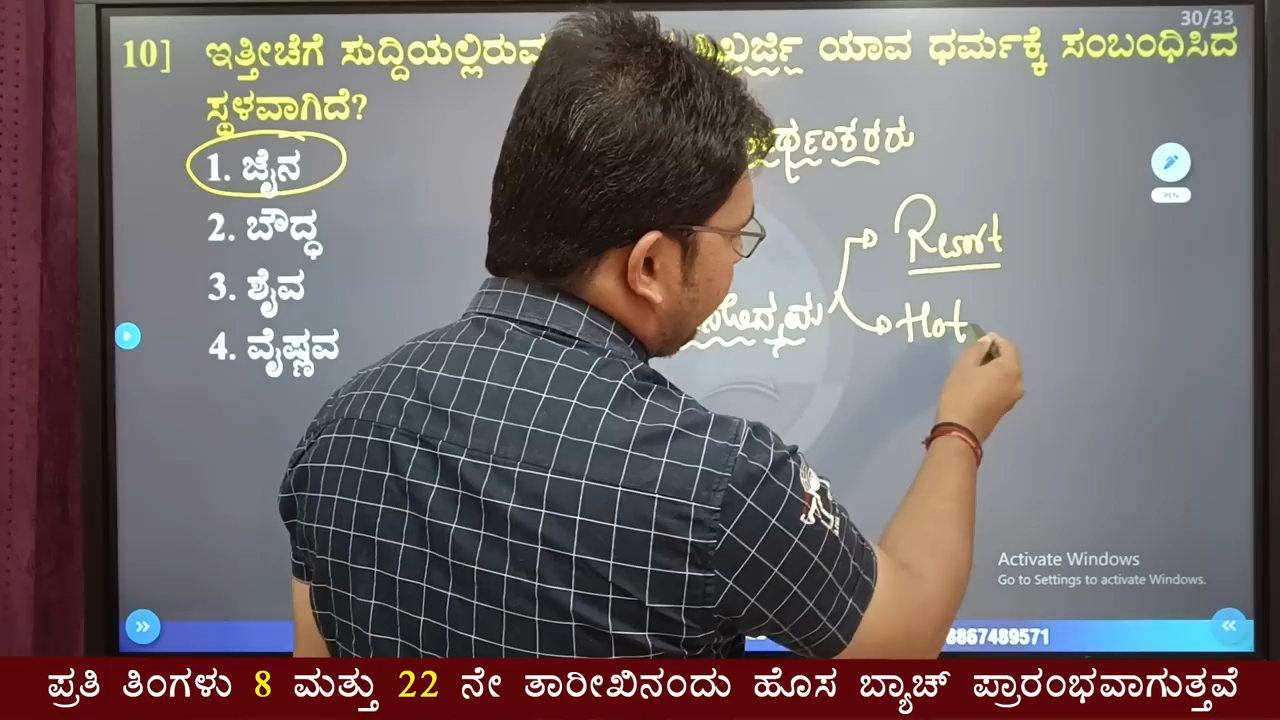 30/33
10] ಇತ್ತೀಚೆಗೆ ಸುದ್ದಿಯಲ್ಲಿರುವ ಯಾವ ಧರ್ಮಕ್ಕೆ ಸಂಬಂಧಿಸಿದ
ಸ್ಥಳವಾಗಿದೆ?
1. ಜೈನ
2. ಬೌದ್ಧ
3. ಶೈವ
4. ವೈಷ್ಣವ
Resort
Hot
PEN
Activate Windows
Go to Settings to activate Windows.
8867489571
ಪ್ರತಿ ತಿಂಗಳು 8 ಮತ್ತು 22 ನೇ ತಾರೀಖಿನಂದು ಹೊಸ ಬ್ಯಾಚ್ ಪ್ರಾರಂಭವಾಗುತ್ತವೆ